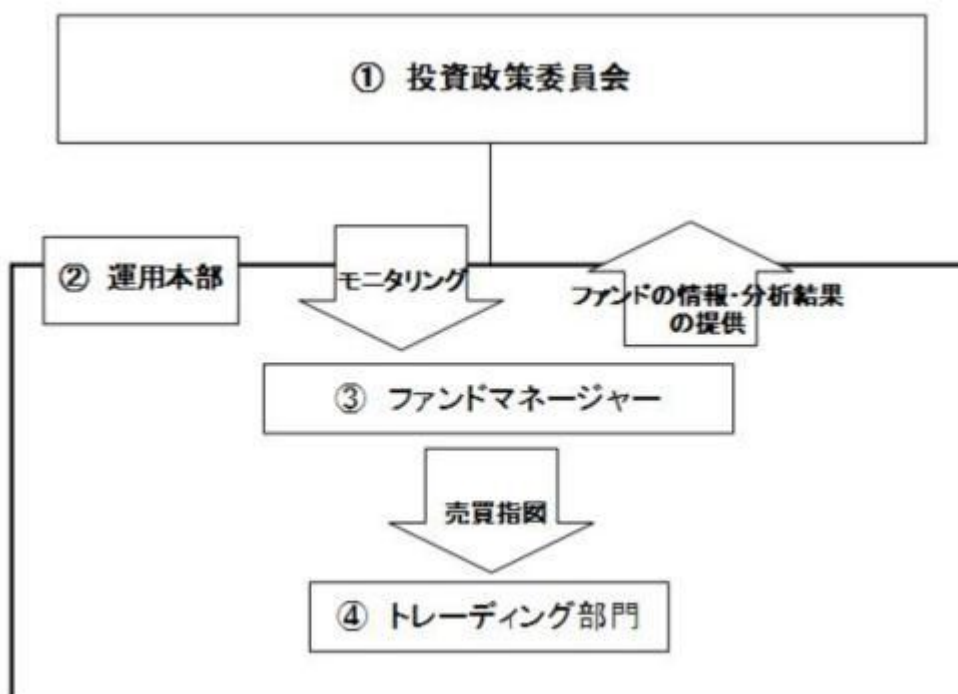 ① 投資政策委員会
② 運用本部
モニタリング
ファンドの情報・分析結果
の提供
③ ファンドマネージャー
売買指図
④ トレーディング部門